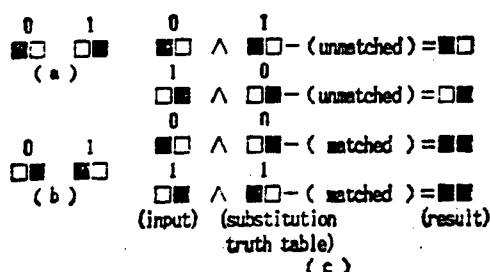 0 1 0 1
■□ □■ ■□ ∧ ■□—(unmatched)=■□
(a) 1 0
□■ ∧ □■—(unmatched)=□■
0 1 0 0
□■ ■□ ■□ ∧ □■—( matched )=■■
(b) 1 1
□■ ∧ ■□—( matched )=■■
(input) (substitution (result)
truth table)
(c)